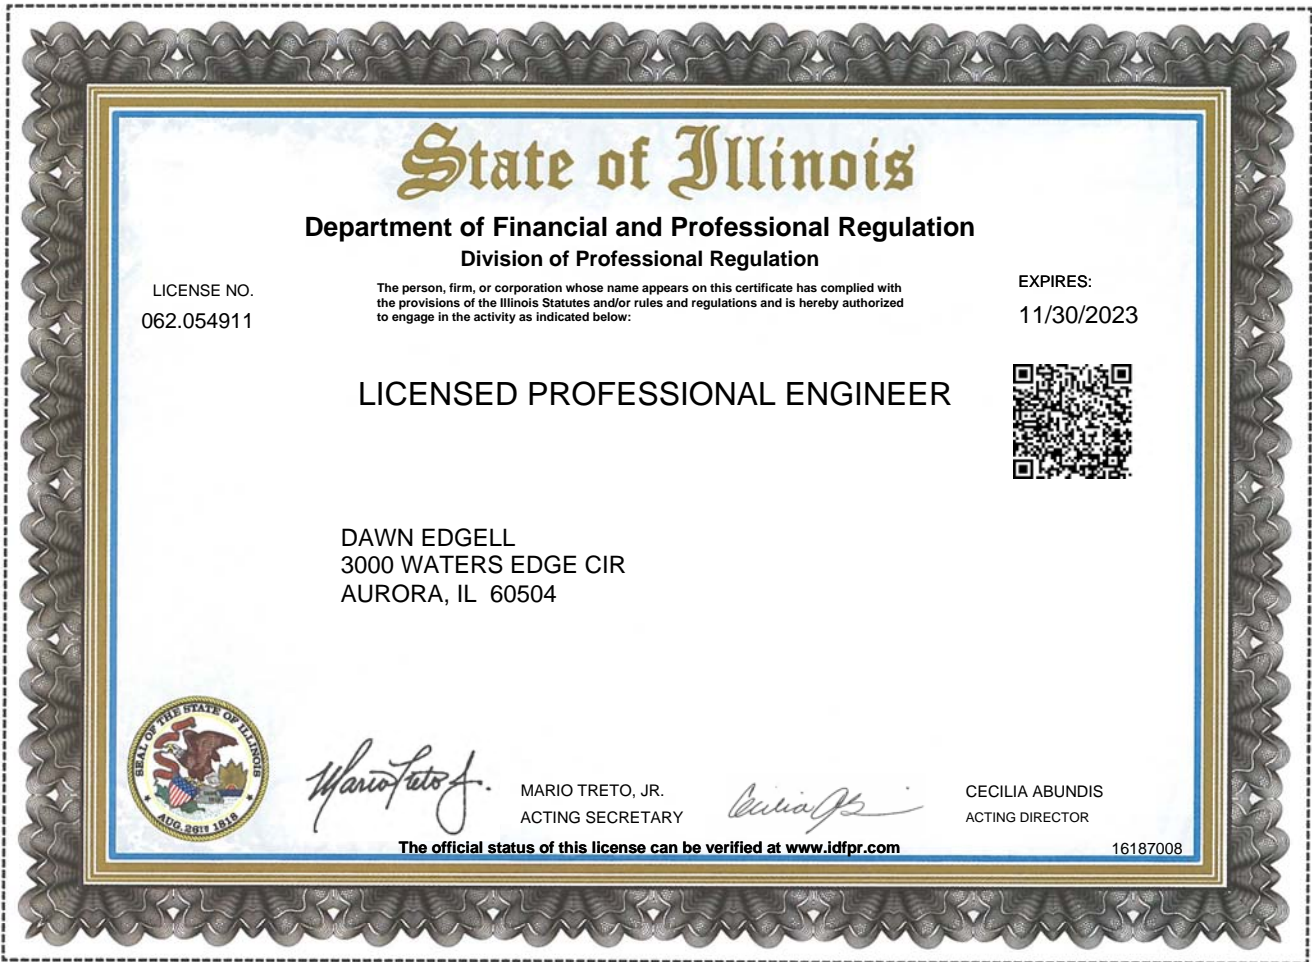 State of Illinois
Department of Financial and Professional Regulation
Division of Professional Regulation
LICENSE NO.
062.054911
The person, firm, or corporation whose name appears on this certificate has complied with
the provisions of the Illinois Statutes and/or rules and regulations and is hereby authorized
to engage in the activity as indicated below:
EXPIRES:
11/30/2023
LICENSED PROFESSIONAL ENGINEER
DAWN EDGELL
3000 WATERS EDGE CIR
AURORA, IL 60504
SEAL OF THE STATE OF ILLINOIS
AUG. 26TH 1818
Mario Treto Jr.
MARIO TRETO, JR.
ACTING SECRETARY
Cecilia
CECILIA ABUNDIS
ACTING DIRECTOR
The official status of this license can be verified at www.idfpr.com
16187008